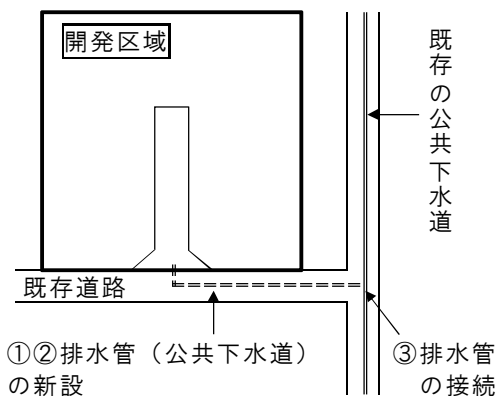 開発区域
既存の公共下水道
既存道路
①②排水管（公共下水道）
の新設
③排水管
の接続